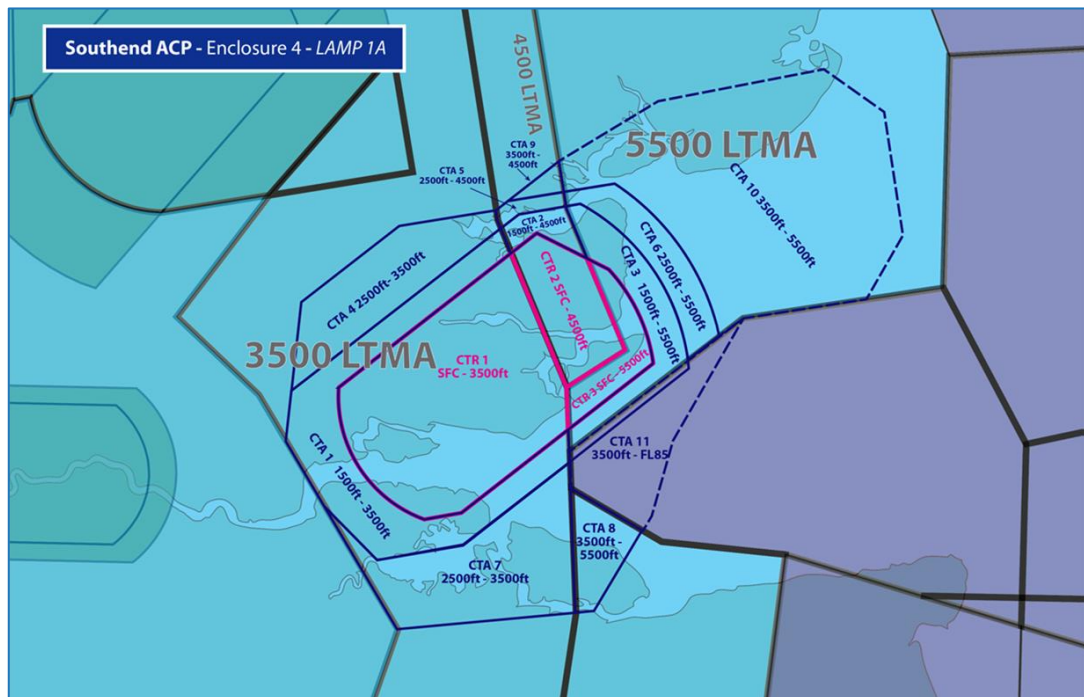 Southend ACP - Enclosure 4 - LAMP 1A
4500 LTMA
5500 LTMA
CTA 9
3500ft -
4500ft
CTA 5
2500ft - 4500ft
CTA 2
1500ft - 4500ft
CTA 10 3500ft - 5500ft
CTA 6 2500ft - 5500ft
CTA 3 1500ft - 5500ft
CTA 4 2500ft - 3500ft
CTR 2 SFC - 4500ft
3500 LTMA
CTR 1
SFC - 3500ft
CTR 3 SFC - 5500ft
CTA 11
3500ft - FL85
CTA 1 1500ft - 3500ft
CTA 8
3500ft -
5500ft
CTA 7
2500ft - 3500ft